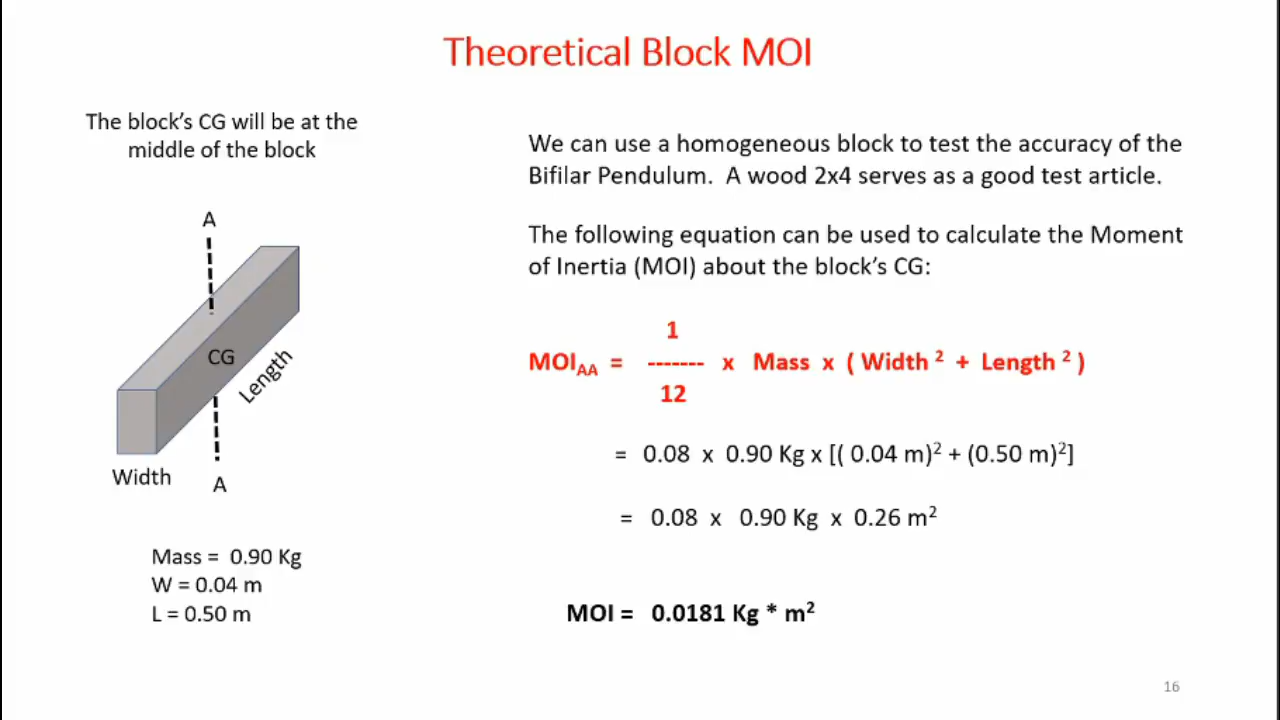 Theoretical Block MOI
The block's CG will be at the
middle of the block
A
CG
Length
Width
A
Mass = 0.90 Kg
W = 0.04 m
L = 0.50 m
We can use a homogeneous block to test the accuracy of the
Bifilar Pendulum. A wood 2x4 serves as a good test article.
The following equation can be used to calculate the Moment
of Inertia (MOI) about the block's CG:
1
MOI_AA = ------- x Mass x ( Width ² + Length ² )
12
= 0.08 x 0.90 Kg x [( 0.04 m)² + (0.50 m)²]
= 0.08 x 0.90 Kg x 0.26 m²
MOI = 0.0181 Kg * m²
16